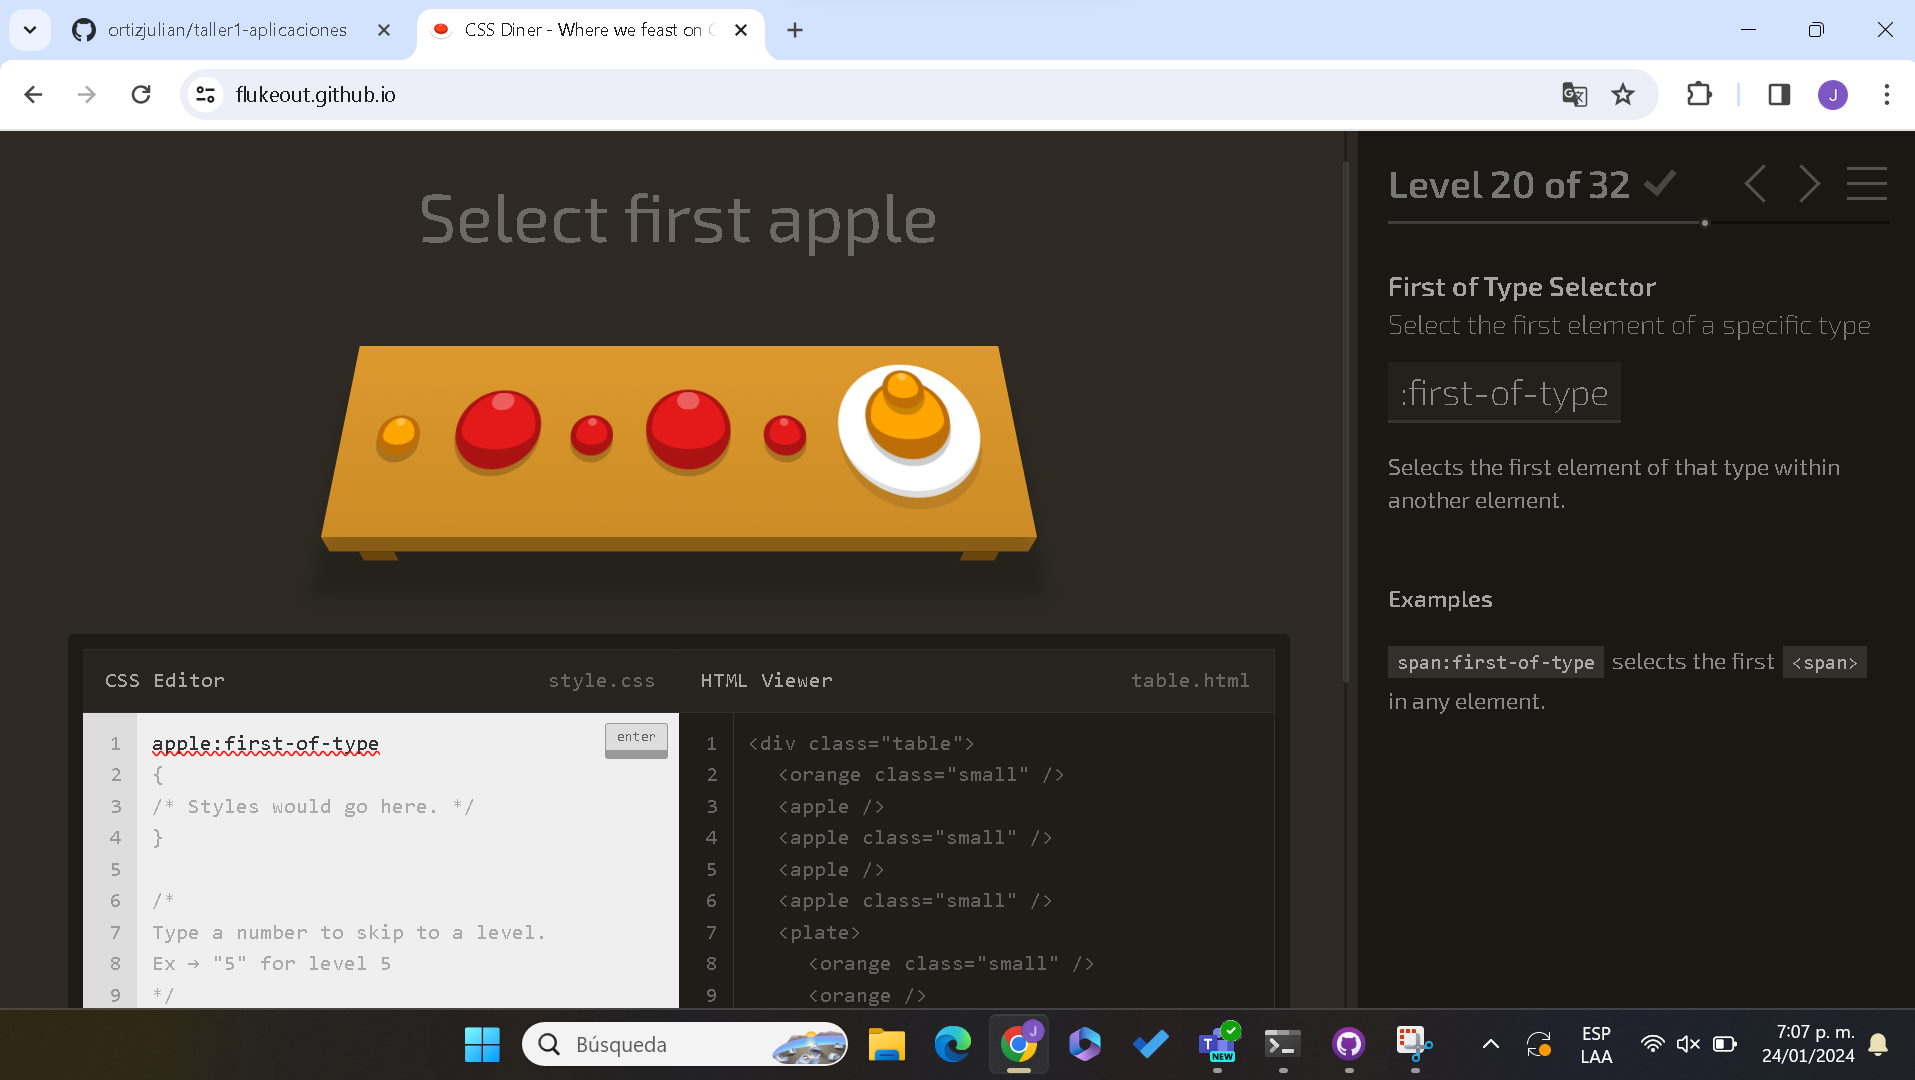 ortizjulian/taller1-aplicaciones
CSS Diner - Where we feast on
flukeout.github.io
J
Select first apple
Level 20 of 32
First of Type Selector
Select the first element of a specific type
:first-of-type
Selects the first element of that type within
another element.
Examples
span:first-of-type selects the first <span>
in any element.
CSS Editor style.css
HTML Viewer table.html
enter
1 apple:first-of-type
2 {
3 /* Styles would go here. */
4 }
5
6 /*
7 Type a number to skip to a level.
8 Ex → "5" for level 5
9 */
1 <div class="table">
2 <orange class="small" />
3 <apple />
4 <apple class="small" />
5 <apple />
6 <apple class="small" />
7 <plate>
8 <orange class="small" />
9 <orange />
Búsqueda
J
T
NEW
ESP
LAA
7:07 p. m.
24/01/2024